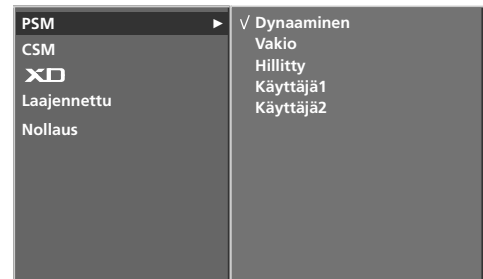 PSM ►
CSM
XD
Laajennettu
Nollaus
√ Dynaaminen
Vakio
Hillitty
Käyttäjä1
Käyttäjä2